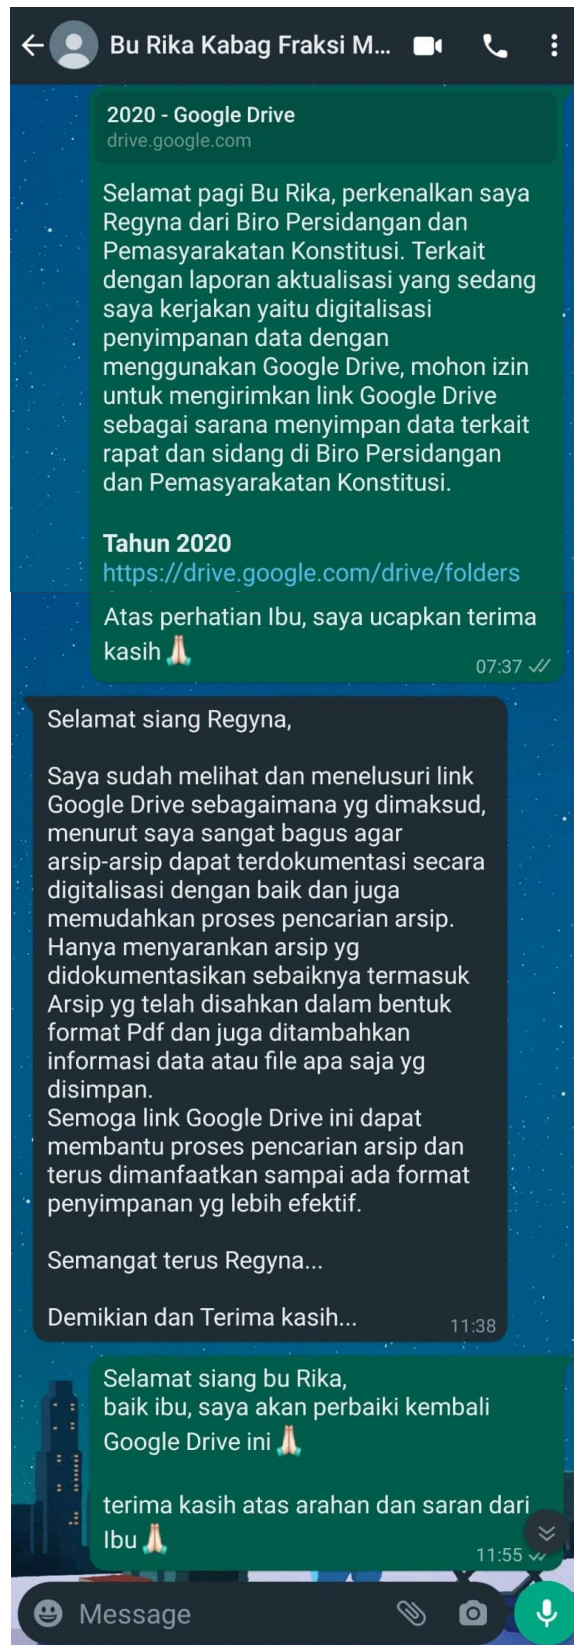 Bu Rika Kabag Fraksi M...
2020 - Google Drive
drive.google.com
Selamat pagi Bu Rika, perkenalkan saya
Regyna dari Biro Persidangan dan
Pemasyarakatan Konstitusi. Terkait
dengan laporan aktualisasi yang sedang
saya kerjakan yaitu digitalisasi
penyimpanan data dengan
menggunakan Google Drive, mohon izin
untuk mengirimkan link Google Drive
sebagai sarana menyimpan data terkait
rapat dan sidang di Biro Persidangan
dan Pemasyarakatan Konstitusi.
Tahun 2020
https://drive.google.com/drive/folders
Atas perhatian Ibu, saya ucapkan terima
kasih🙏🏻
07:37
Selamat siang Regyna,
Saya sudah melihat dan menelusuri link
Google Drive sebagaimana yg dimaksud,
menurut saya sangat bagus agar
arsip-arsip dapat terdokumentasi secara
digitalisasi dengan baik dan juga
memudahkan proses pencarian arsip.
Hanya menyarankan arsip yg
didokumentasikan sebaiknya termasuk
Arsip yg telah disahkan dalam bentuk
format Pdf dan juga ditambahkan
informasi data atau file apa saja yg
disimpan.
Semoga link Google Drive ini dapat
membantu proses pencarian arsip dan
terus dimanfaatkan sampai ada format
penyimpanan yg lebih efektif.
Semangat terus Regyna...
Demikian dan Terima kasih...
11:38
Selamat siang bu Rika,
baik ibu, saya akan perbaiki kembali
Google Drive ini🙏🏻
terima kasih atas arahan dan saran dari
Ibu🙏🏻
11:55
Message